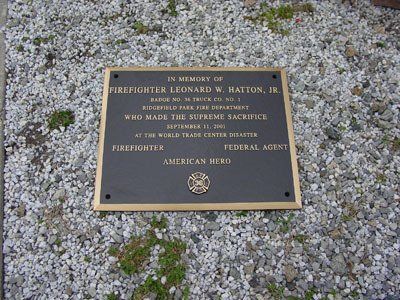 IN MEMORY OF
FIREFIGHTER LEONARD W. HATTON, JR.
BADGE NO. 36 TRUCK CO. NO. 1
RIDGEFIELD PARK FIRE DEPARTMENT
WHO MADE THE SUPREME SACRIFICE
SEPTEMBER 11, 2001
AT THE WORLD TRADE CENTER DISASTER
FIREFIGHTER FEDERAL AGENT
AMERICAN HERO